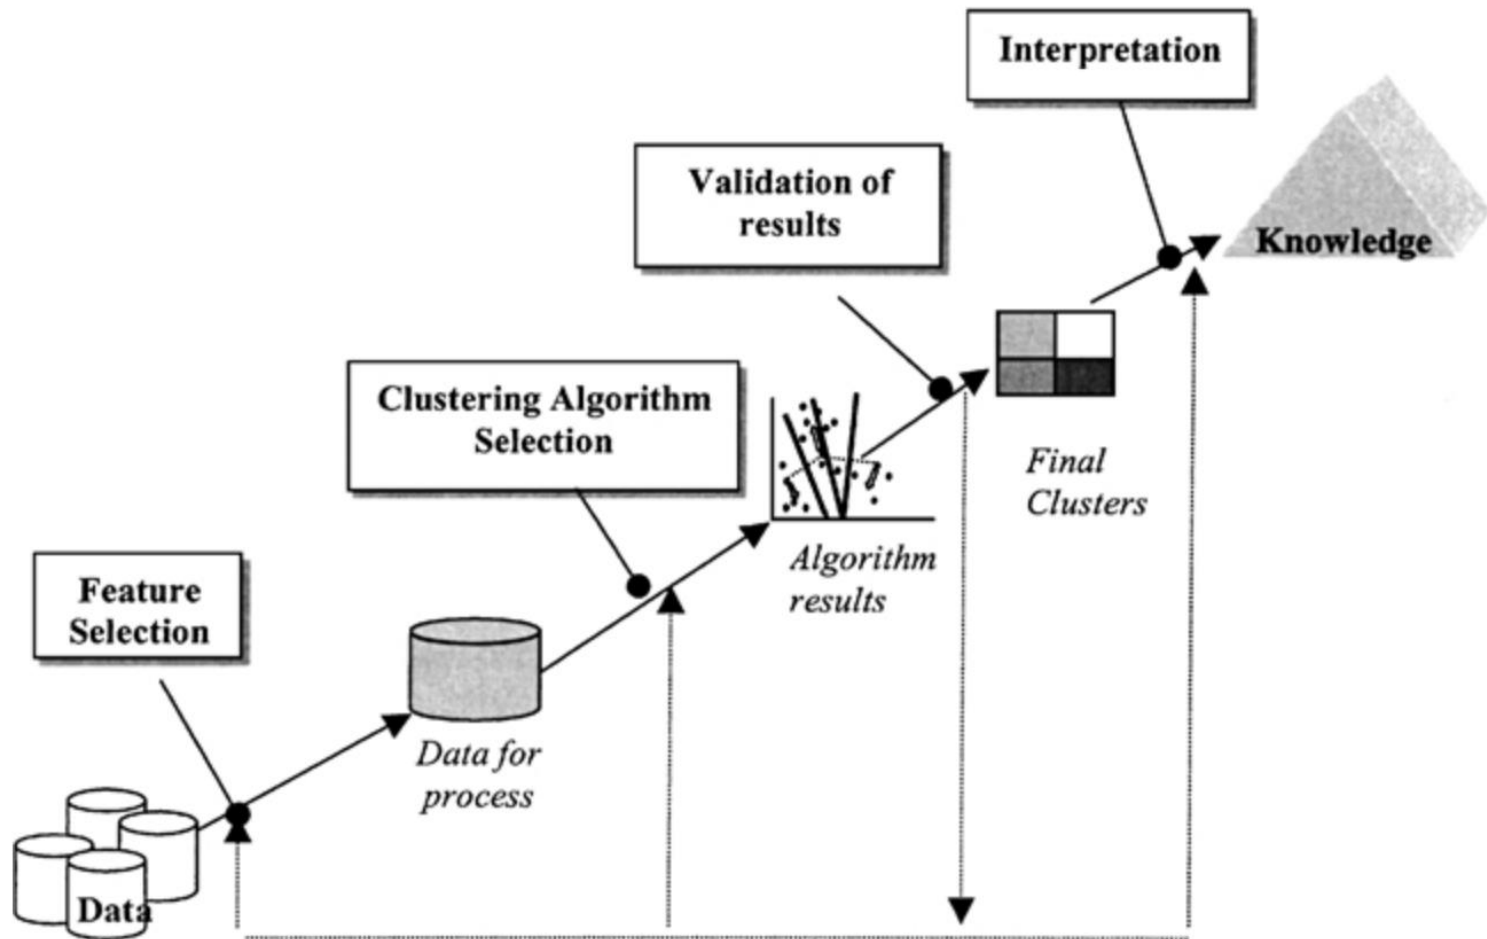 Interpretation
Validation of
results
Knowledge
Clustering Algorithm
Selection
Final
Clusters
Algorithm
results
Feature
Selection
Data for
process
Data